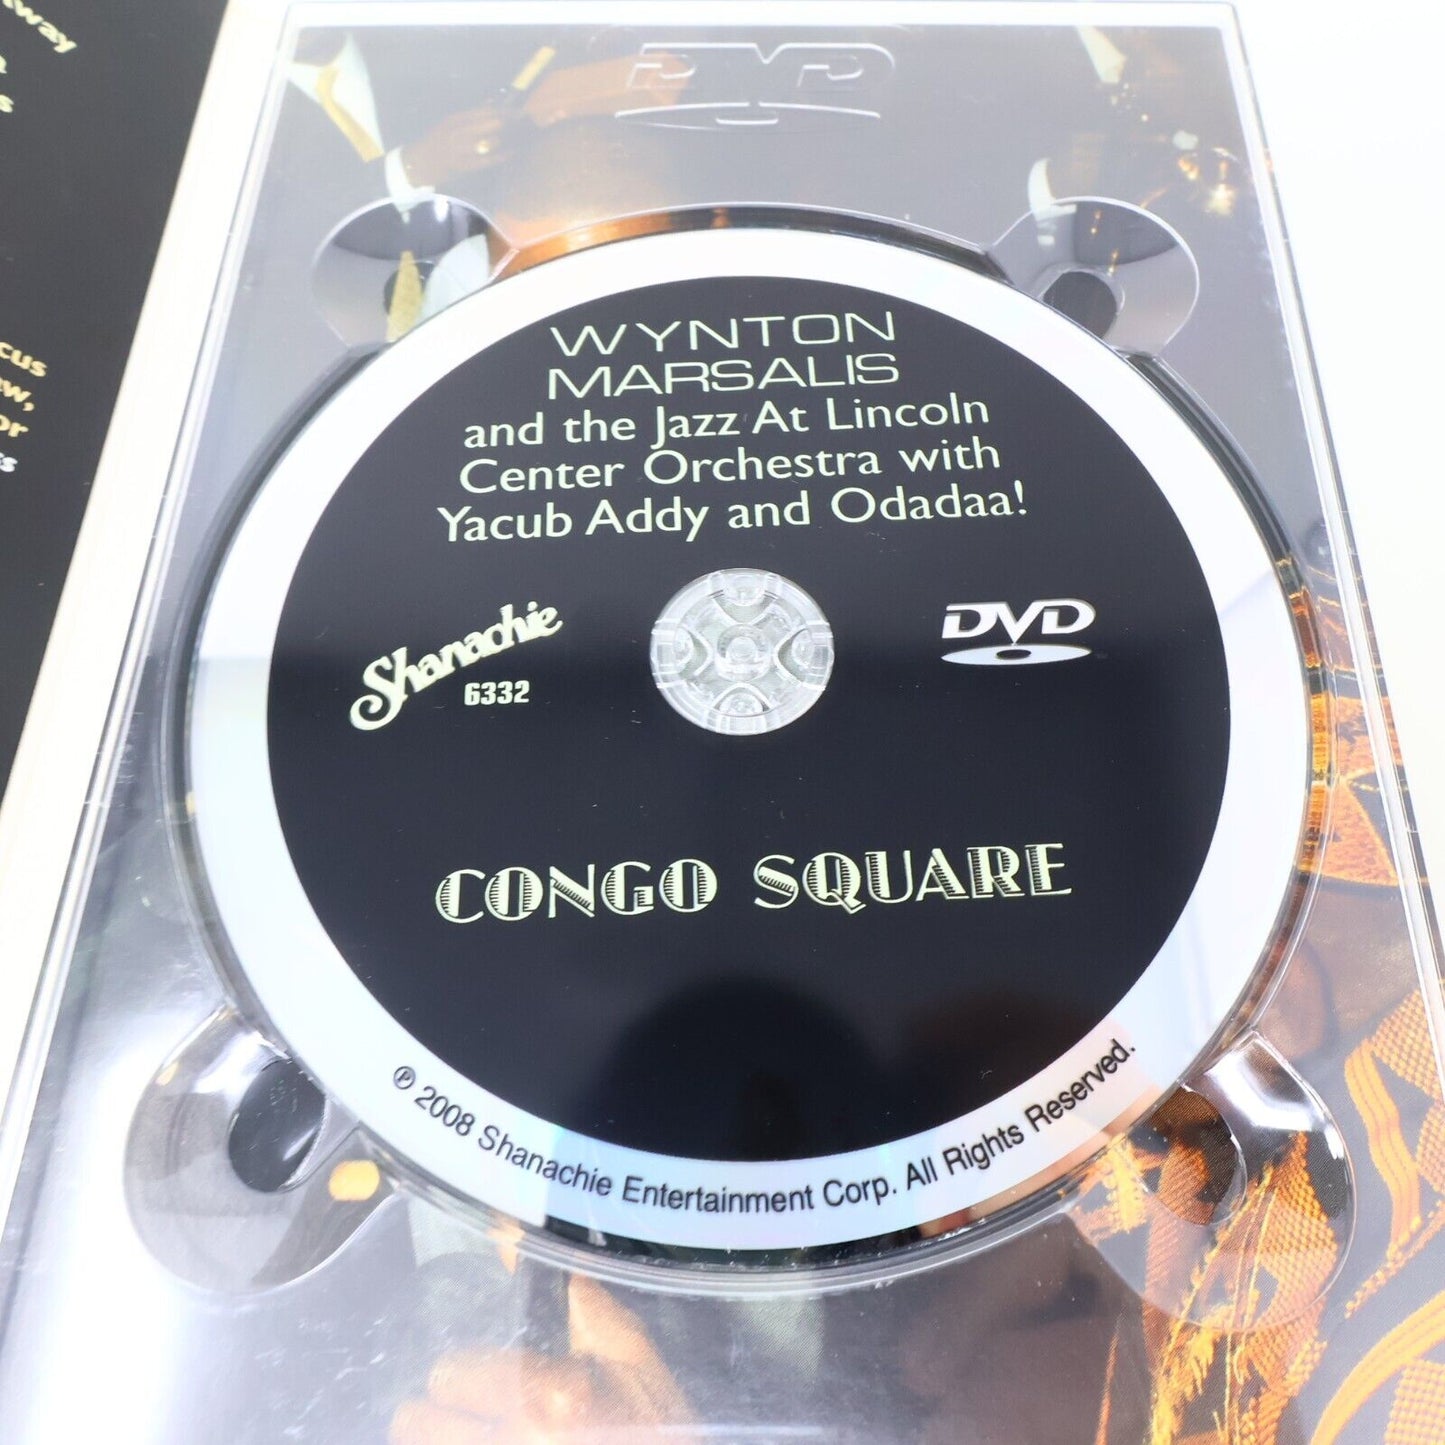 DVD
WYNTON
MARSALIS
and the Jazz At Lincoln
Center Orchestra with
Yacub Addy and Odadaa!
Shanachie
6332
DVD
CONGO SQUARE
℗ 2008 Shanachie Entertainment Corp. All Rights Reserved.